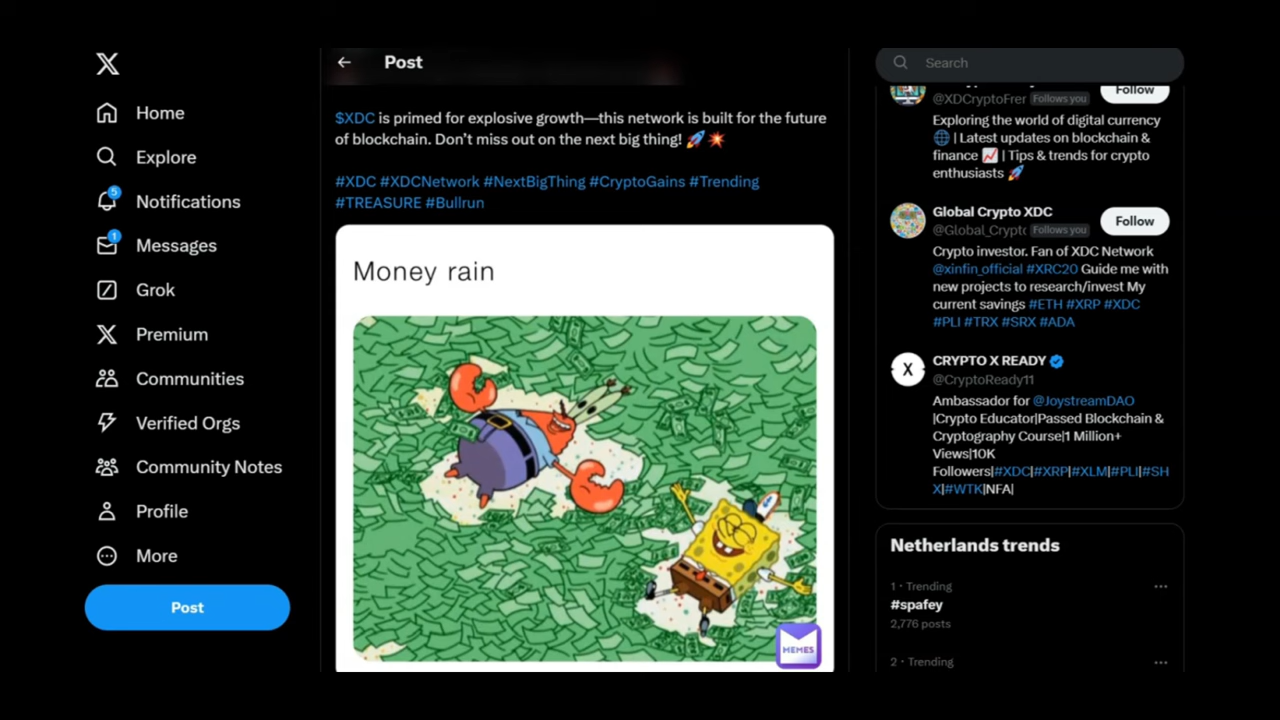 Home
Explore
5
Notifications
1
Messages
Grok
Premium
Communities
Verified Orgs
Community Notes
Profile
More
Post
Post
$XDC is primed for explosive growth—this network is built for the future
of blockchain. Don’t miss out on the next big thing! 🚀💥
#XDC #XDCNetwork #NextBigThing #CryptoGains #Trending
#TREASURE #Bullrun
Money rain
MEMES
Search
@XDCryptoFrer Follows you
Follow
Exploring the world of digital currency
🌐 | Latest updates on blockchain &
finance 📈 | Tips & trends for crypto
enthusiasts 🚀
Global Crypto XDC
@Global_Crypto Follows you
Follow
Crypto investor. Fan of XDC Network
@xinfin_official #XRC20 Guide me with
new projects to research/invest My
current savings #ETH #XRP #XDC
#PLI #TRX #SRX #ADA
X
CRYPTO X READY
@CryptoReady11
Ambassador for @JoystreamDAO
|Crypto Educator|Passed Blockchain &
Cryptography Course|1 Million+
Views|10K
Followers|#XDC|#XRP|#XLM|#PLI|#SH
X|#WTK|NFA|
Netherlands trends
1 · Trending
#spafey
2,776 posts
2 · Trending